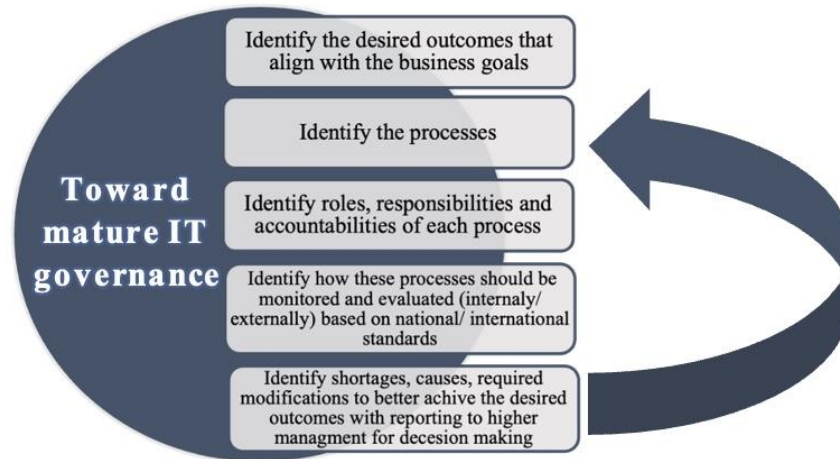 Toward
mature IT
governance
Identify the desired outcomes that
align with the business goals
Identify the processes
Identify roles, responsibilities and
accountabilities of each process
Identify how these processes should be
monitored and evaluated (internaly/
externally) based on national/ international
standards
Identify shortages, causes, required
modifications to better achive the desired
outcomes with reporting to higher
managment for decesion making